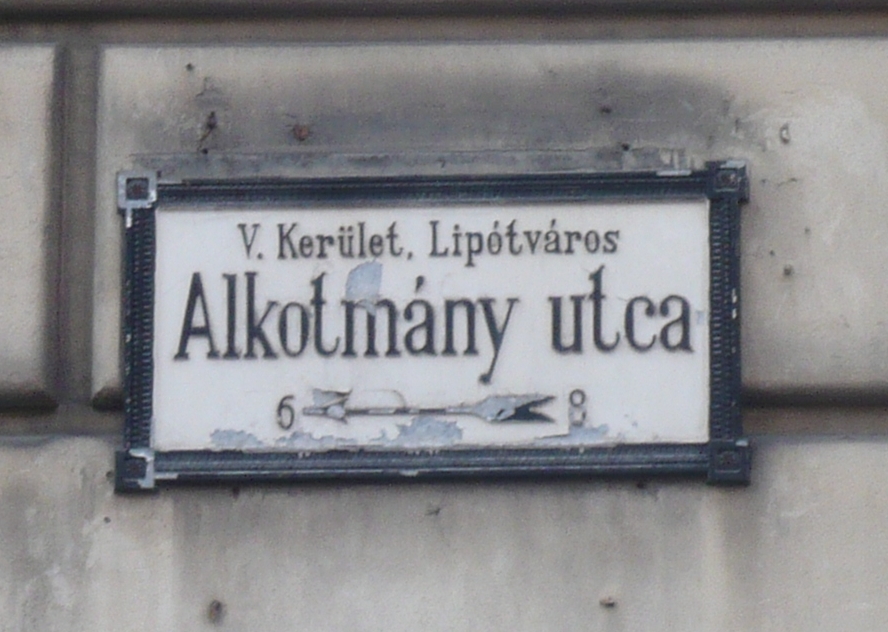 V. Kerület, Lipótváros
Alkotmány utca
6 8